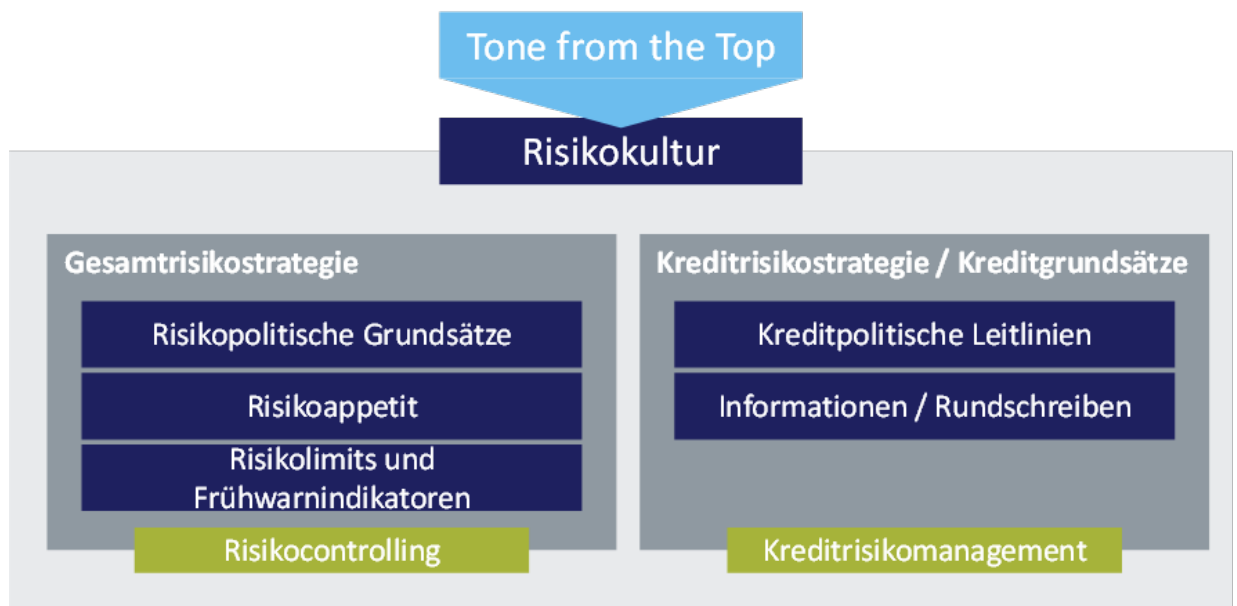 Tone from the Top
Risikokultur
Gesamtrisikostrategie
Risikopolitische Grundsätze
Risikoappetit
Risikolimits und
Frühwarnindikatoren
Risikocontrolling
Kreditrisikostrategie / Kreditgrundsätze
Kreditpolitische Leitlinien
Informationen / Rundschreiben
Kreditrisikomanagement